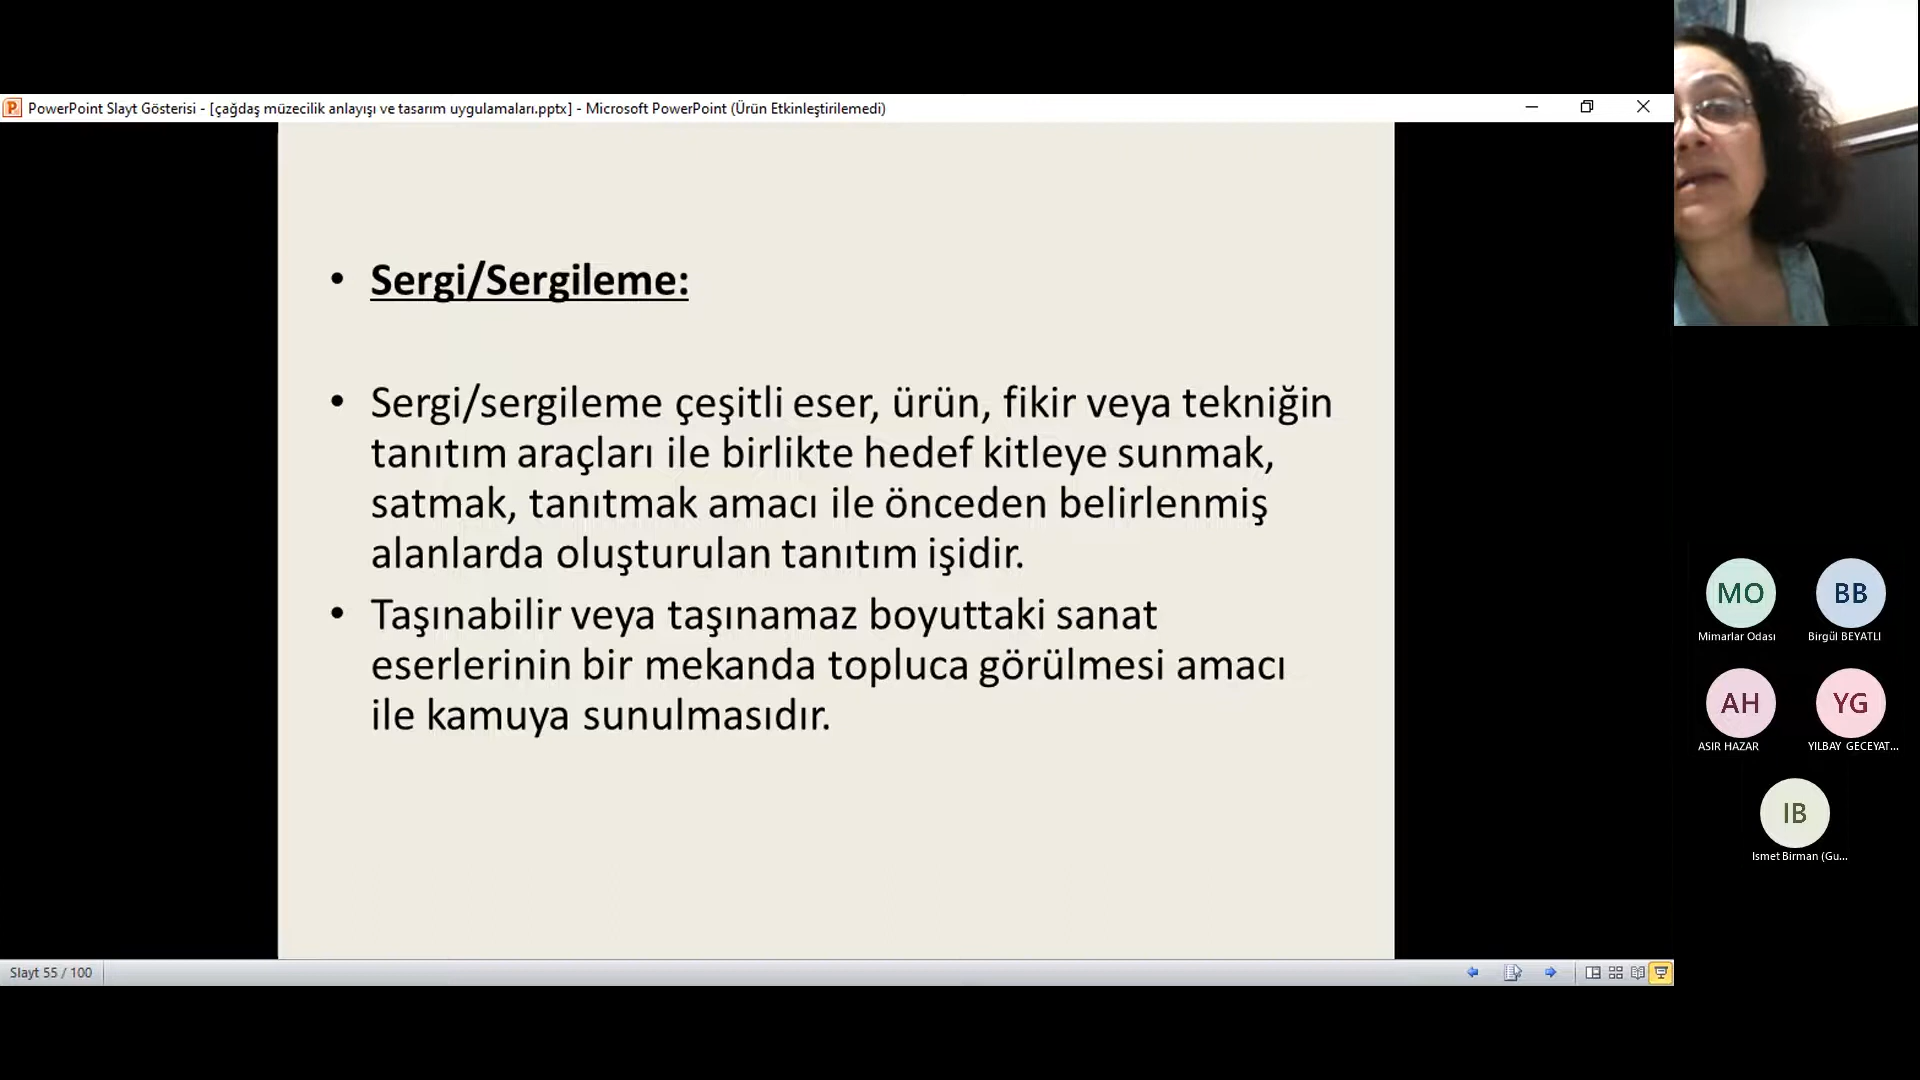 PowerPoint Slayt Gösterisi - [çağdaş müzecilik anlayışı ve tasarım uygulamaları.pptx] - Microsoft PowerPoint (Ürün Etkinleştirilemedi)
• Sergi/Sergileme:
• Sergi/sergileme çeşitli eser, ürün, fikir veya tekniğin
tanıtım araçları ile birlikte hedef kitleye sunmak,
satmak, tanıtmak amacı ile önceden belirlenmiş
alanlarda oluşturulan tanıtım işidir.
• Taşınabilir veya taşınamaz boyuttaki sanat
eserlerinin bir mekanda topluca görülmesi amacı
ile kamuya sunulmasıdır.
Slayt 55 / 100
MO
Mimarlar Odası
BB
Birgül BEYATLI
AH
ASIR HAZAR
YG
YILBAY GECEYAT...
IB
Ismet Birman (Gu...